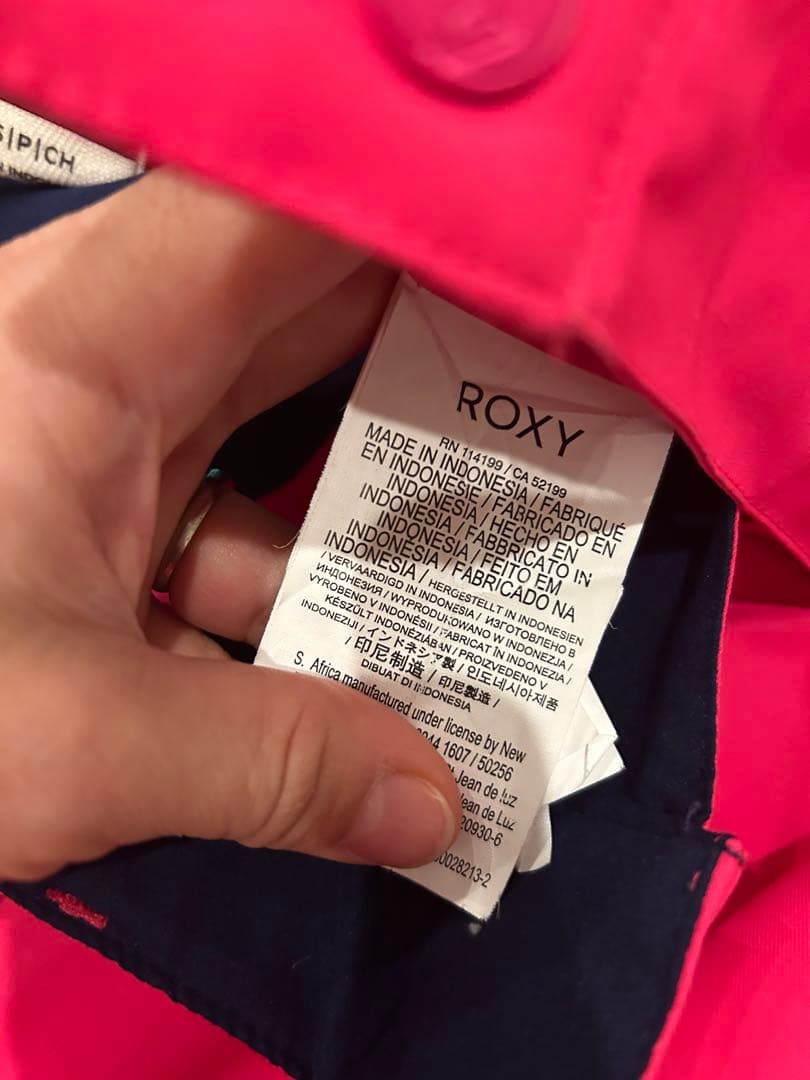 S|P|CH
ROXY
RN 114199 / CA 52199
MADE IN INDONESIA / FABRIQUÉ
EN INDONESIE / FABRICADO EN
INDONESIA / HECHO EN
INDONESIA / FABBRICATO IN
INDONESIA / FEITO EM
INDONESIA / FABRICADO NA
INDONESIA
/ VERVAARDIGD IN INDONESIA / HERGESTELLT IN INDONESIEN
ИНДОНЕЗИЯ / WYPRODUKOWANO W INDONEZJA / ИЗГОТОВЛЕНО В
VYROBENO V INDONÉSII / FABRICAT ÎN INDONEZIA /
KÉSZÜLT INDONÉZIÁBAN / PROIZVEDENO V
INDONEZIJI / インドネシア製 / 인도네시아제품
/ 印尼制造 / 印尼製造 /
DIBUAT DI INDONESIA
S. Africa manufactured under license by New
1607 / 50256
Jean de Luz
Jean de Luz
20930-6
0028213-2